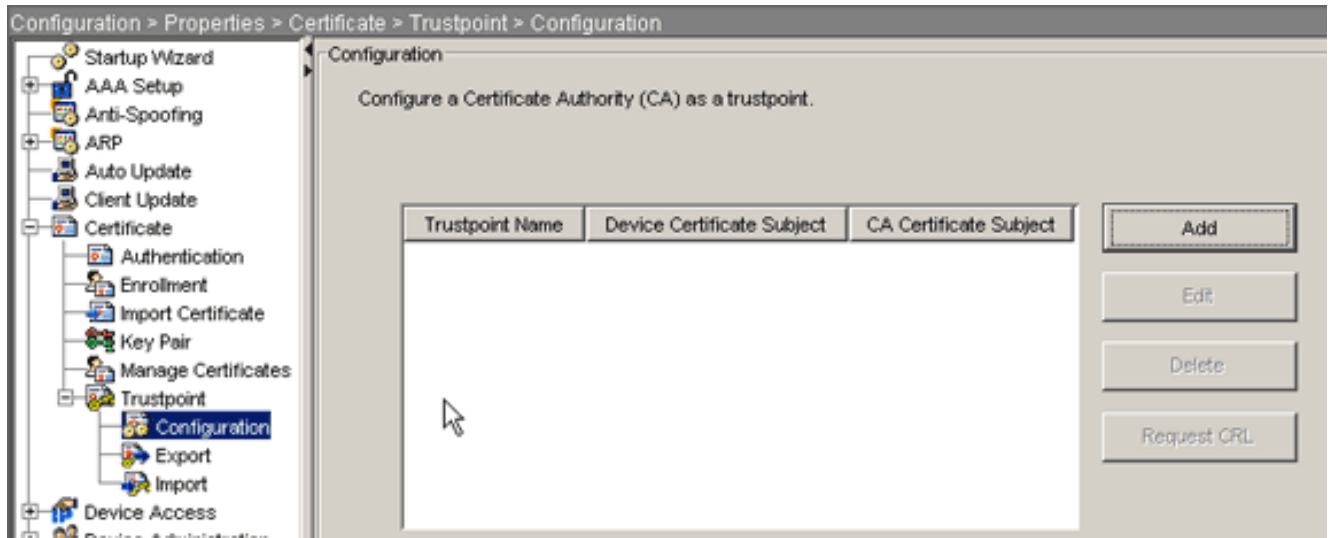 Configuration > Properties > Certificate > Trustpoint > Configuration
Startup Wizard
AAA Setup
Anti-Spoofing
ARP
Auto Update
Client Update
Certificate
Authentication
Enrollment
Import Certificate
Key Pair
Manage Certificates
Trustpoint
Configuration
Export
Import
Device Access
Device Administration
Configuration
Configure a Certificate Authority (CA) as a trustpoint.
Trustpoint Name Device Certificate Subject CA Certificate Subject
Add
Edit
Delete
Request CRL